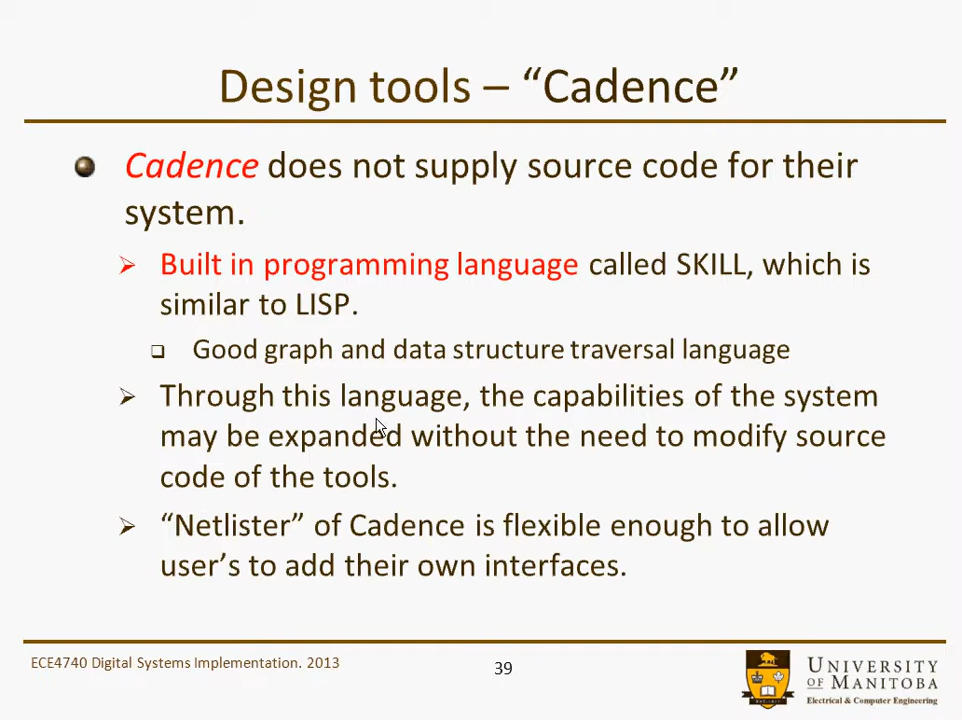 Design tools – “Cadence”
Cadence does not supply source code for their
system.
Built in programming language called SKILL, which is
similar to LISP.
Good graph and data structure traversal language
Through this language, the capabilities of the system
may be expanded without the need to modify source
code of the tools.
“Netlister” of Cadence is flexible enough to allow
user’s to add their own interfaces.
ECE4740 Digital Systems Implementation. 2013
39
UNIVERSITY
OF MANITOBA
Electrical & Computer Engineering